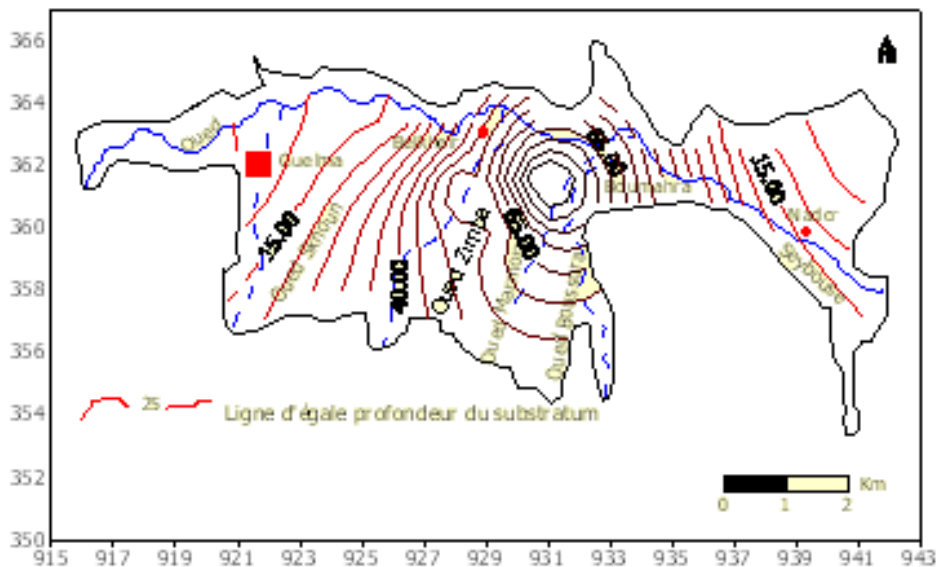 366
364
362
360
358
356
354
352
350
915
917
919
921
923
925
927
929
931
933
935
937
939
941
943
Oued
Guelma
Belkheir
Boumahra
Nador
Seybouse
15.00
40.00
65.00
15.00
Oued Skhoun
Oued Zimba
Oued Boussora
25
Ligne d'égale profondeur du substratum
Km
0 1 2